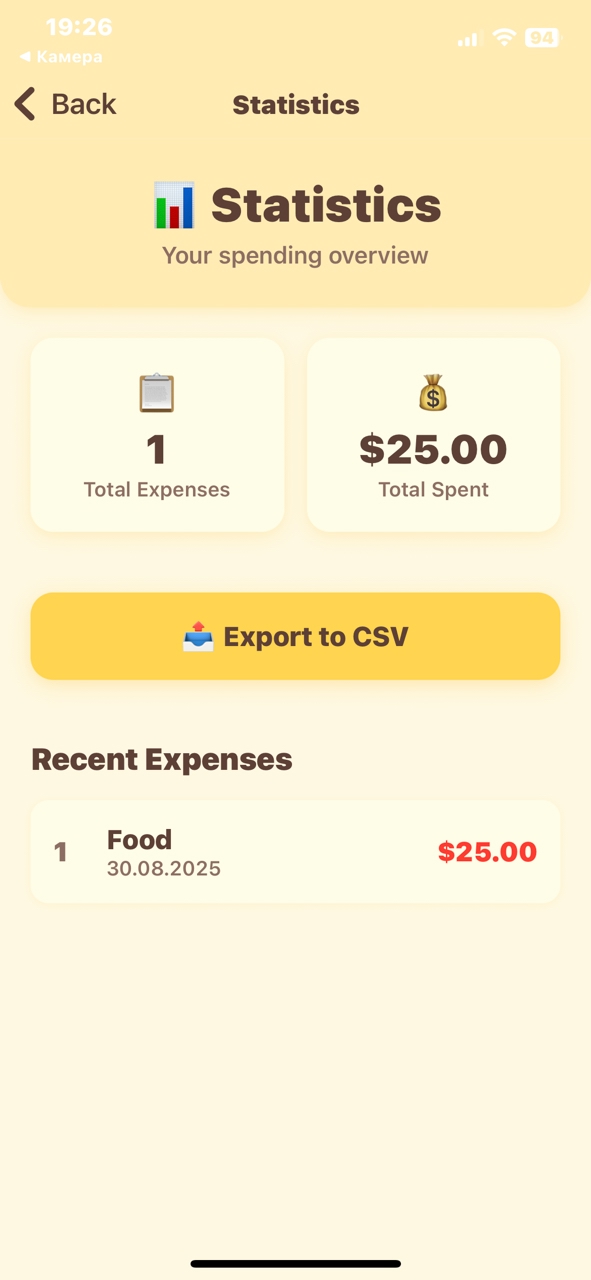 19:26
94
◀ Камера
Back
Statistics
📊 Statistics
Your spending overview
1
$25.00
Total Expenses
Total Spent
📤 Export to CSV
Recent Expenses
1
Food
30.08.2025
$25.00